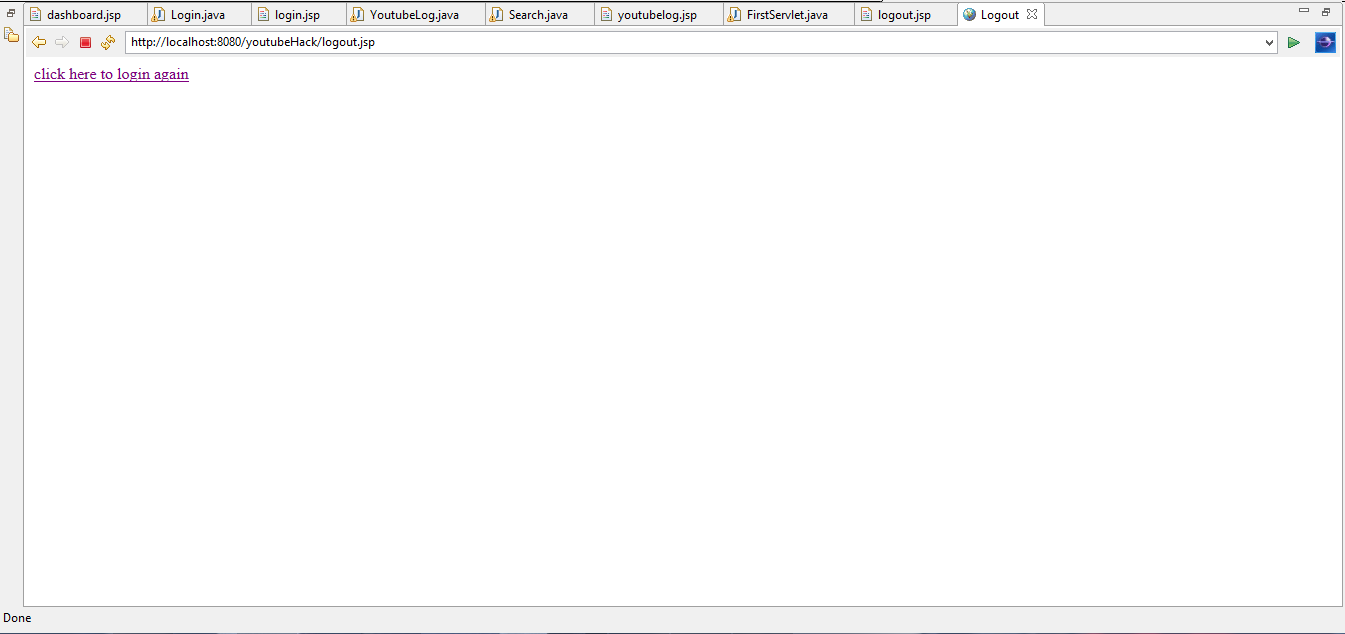 dashboard.jsp Login.java login.jsp YoutubeLog.java Search.java youtubelog.jsp FirstServlet.java logout.jsp Logout
http://localhost:8080/youtubeHack/logout.jsp
click here to login again
Done